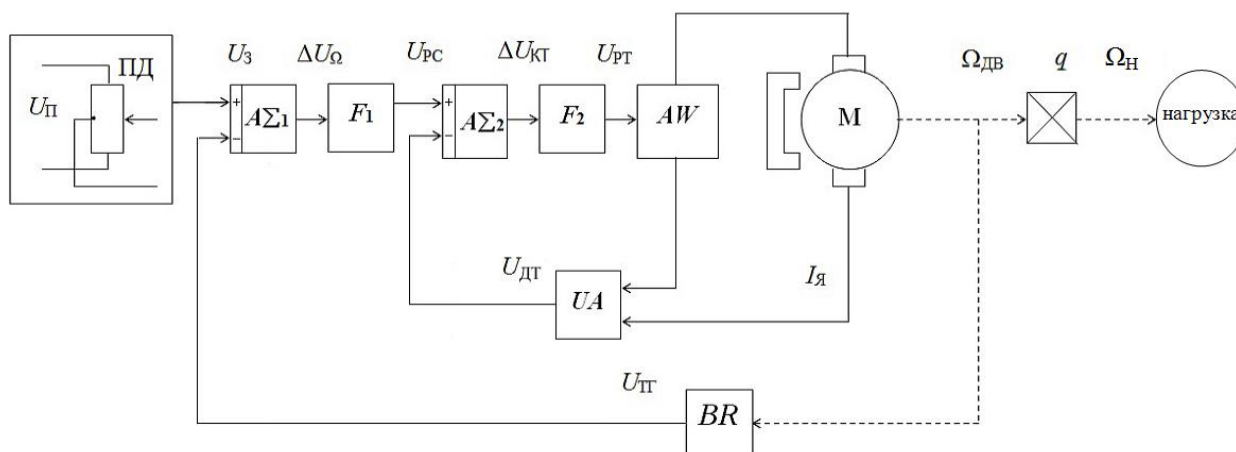 ПД
U_П
U_З
ΔU_Ω
U_РС
ΔU_КТ
U_РТ
Ω_ДВ
q
Ω_Н
+
−
AΣ1
F1
+
−
AΣ2
F2
AW
М
нагрузка
U_ДТ
UA
I_Я
U_ТГ
BR